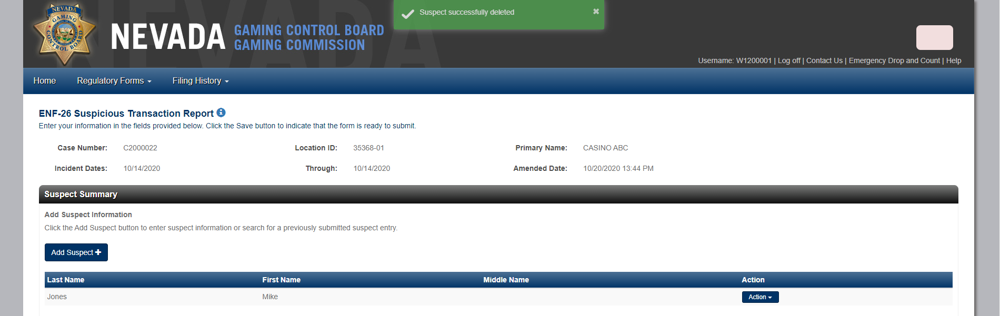 NEVADA
GAMING
CONTROL BOARD
NEVADA
GAMING CONTROL BOARD
GAMING COMMISSION
Suspect successfully deleted
Username: W1200001 | Log off | Contact Us | Emergency Drop and Count | Help
Home Regulatory Forms Filing History
ENF-26 Suspicious Transaction Report
Enter your information in the fields provided below. Click the Save button to indicate that the form is ready to submit.
Case Number: C2000022 Location ID: 35368-01 Primary Name: CASINO ABC
Incident Dates: 10/14/2020 Through: 10/14/2020 Amended Date: 10/20/2020 13:44 PM
Suspect Summary
Add Suspect Information
Click the Add Suspect button to enter suspect information or search for a previously submitted suspect entry.
Add Suspect
Last Name First Name Middle Name Action
Jones Mike Action